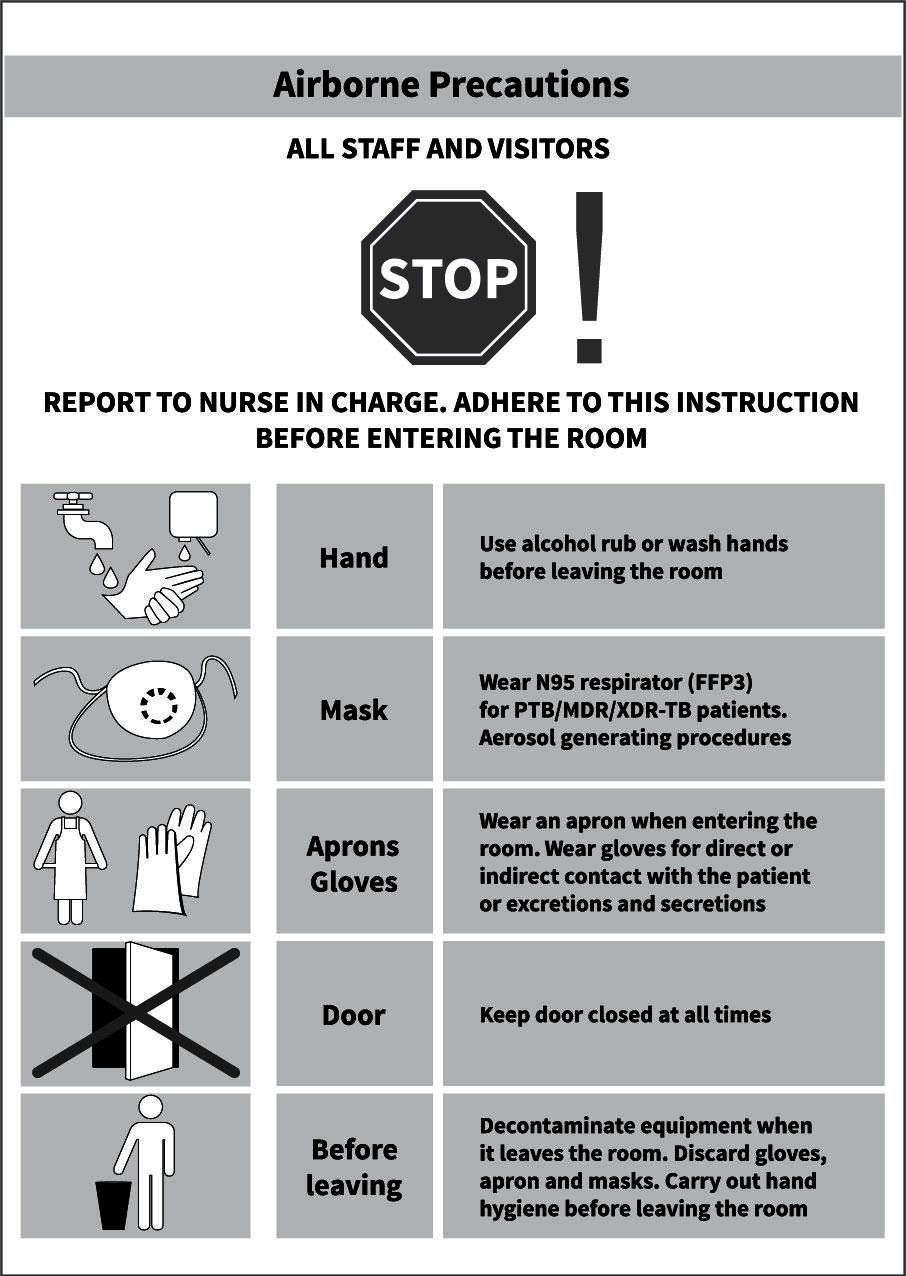 Airborne Precautions
ALL STAFF AND VISITORS
STOP
!
REPORT TO NURSE IN CHARGE. ADHERE TO THIS INSTRUCTION
BEFORE ENTERING THE ROOM
Hand
Use alcohol rub or wash hands
before leaving the room
Mask
Wear N95 respirator (FFP3)
for PTB/MDR/XDR-TB patients.
Aerosol generating procedures
Aprons
Gloves
Wear an apron when entering the
room. Wear gloves for direct or
indirect contact with the patient
or excretions and secretions
Door
Keep door closed at all times
Before
leaving
Decontaminate equipment when
it leaves the room. Discard gloves,
apron and masks. Carry out hand
hygiene before leaving the room